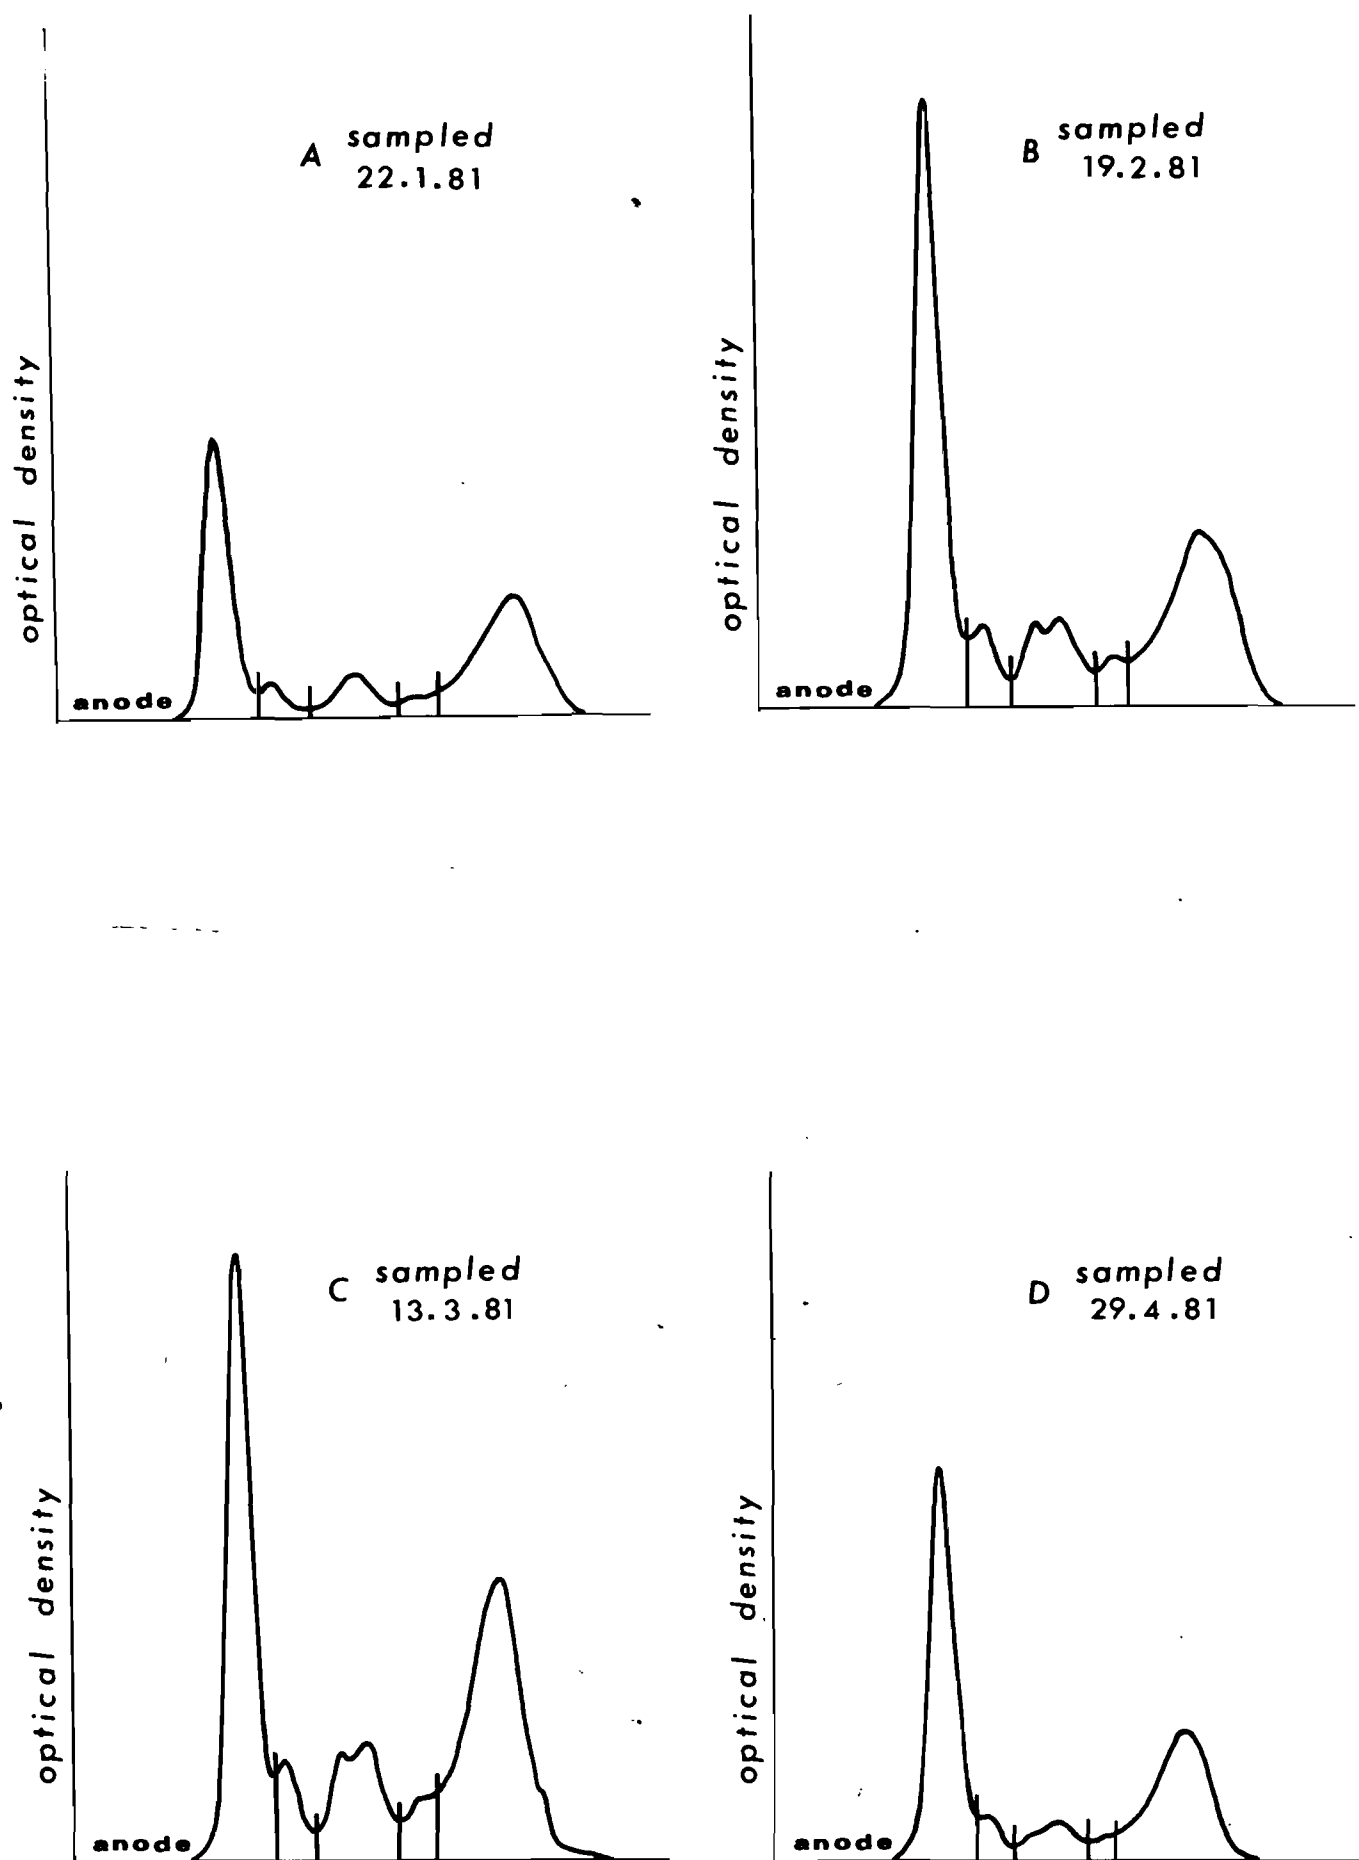 A sampled
22.1.81
optical density
anode
B sampled
19.2.81
optical density
anode
C sampled
13.3.81
optical density
anode
D sampled
29.4.81
optical density
anode